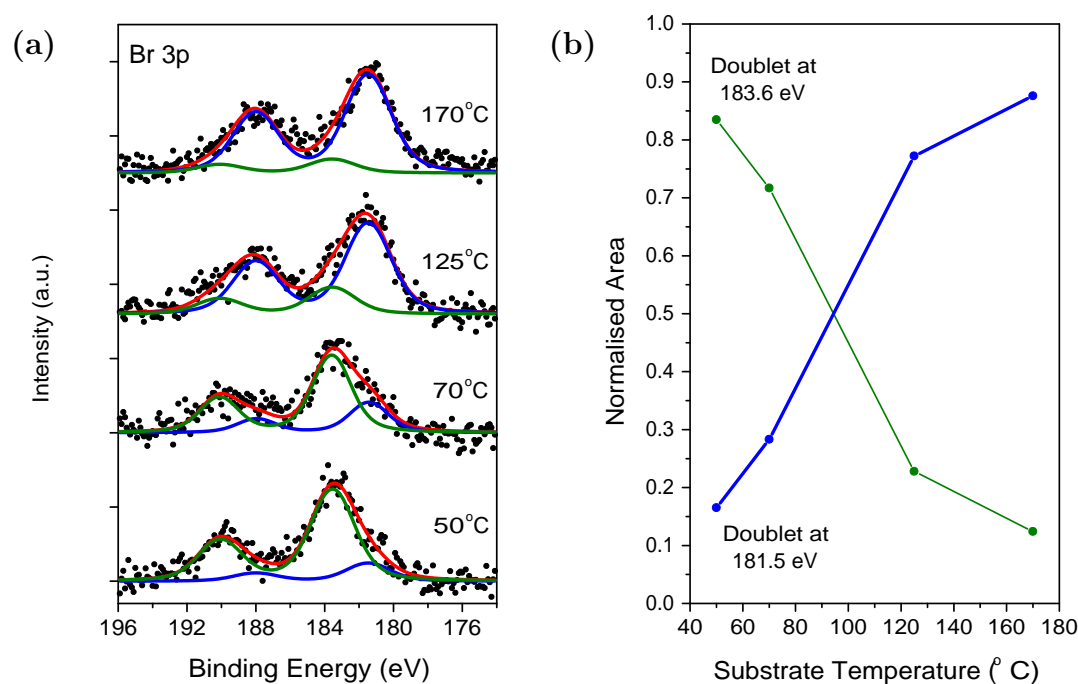 (a)
Br 3p
170°C
125°C
70°C
50°C
Intensity (a.u.)
196 192 188 184 180 176
Binding Energy (eV)
(b)
1.0
0.9
0.8
0.7
0.6
0.5
0.4
0.3
0.2
0.1
0.0
Normalised Area
Doublet at
183.6 eV
Doublet at
181.5 eV
40 60 80 100 120 140 160 180
Substrate Temperature (° C)